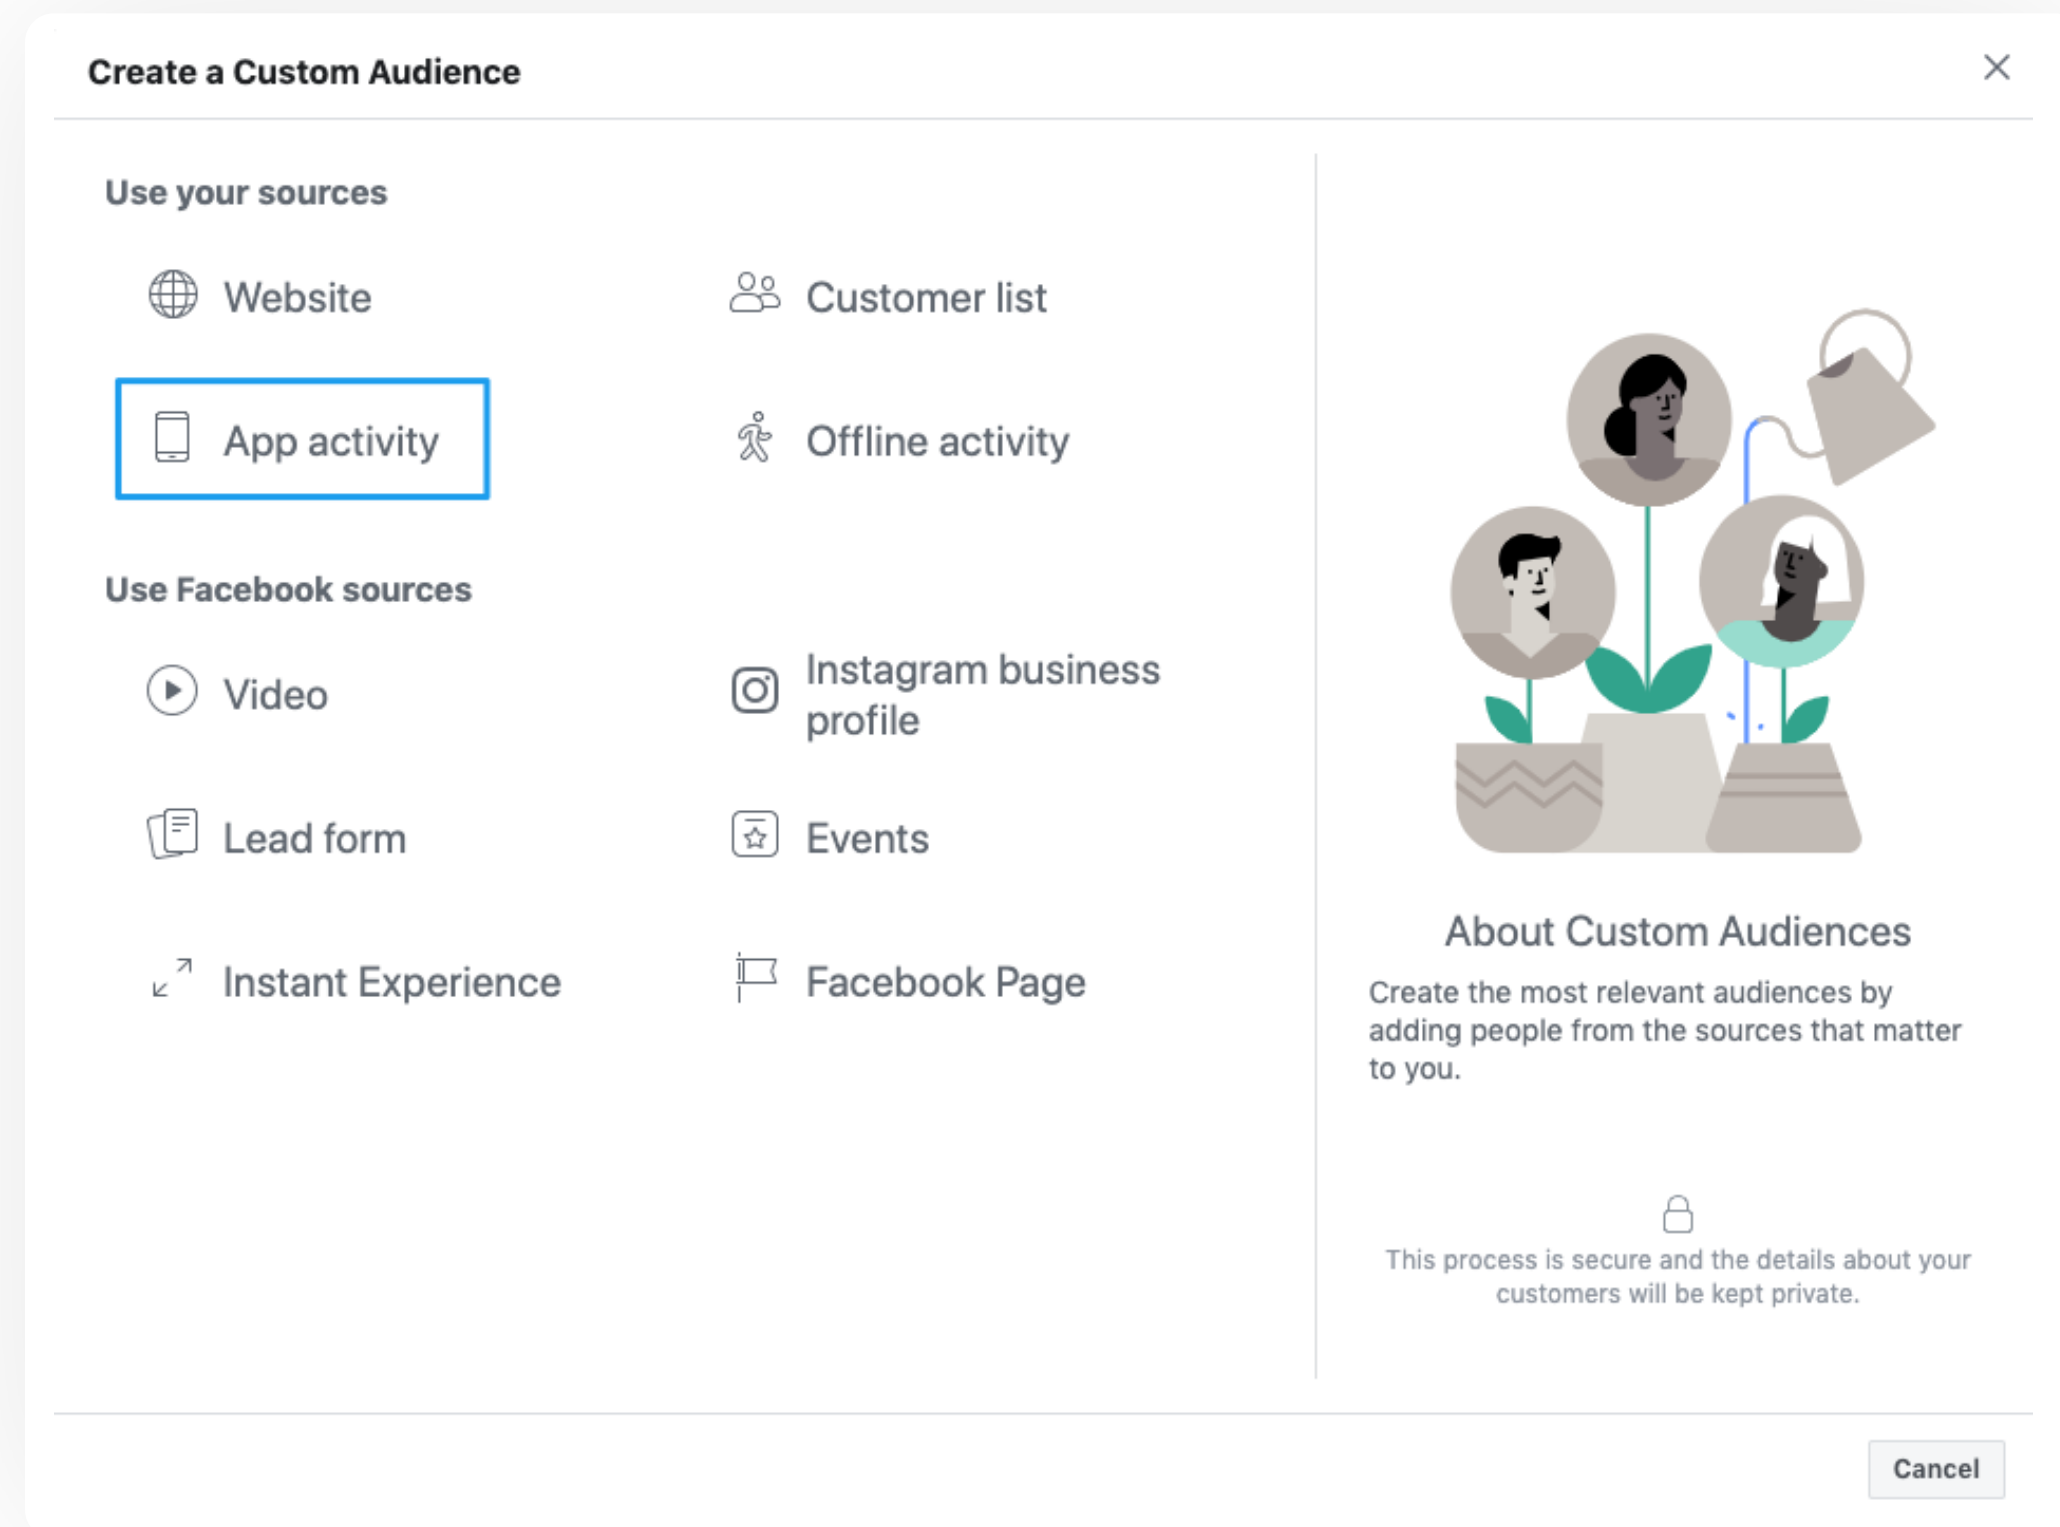 Create a Custom Audience
Use your sources
Website
Customer list
App activity
Offline activity
Use Facebook sources
Video
Instagram business
profile
Lead form
Events
Instant Experience
Facebook Page
About Custom Audiences
Create the most relevant audiences by
adding people from the sources that matter
to you.
This process is secure and the details about your
customers will be kept private.
Cancel